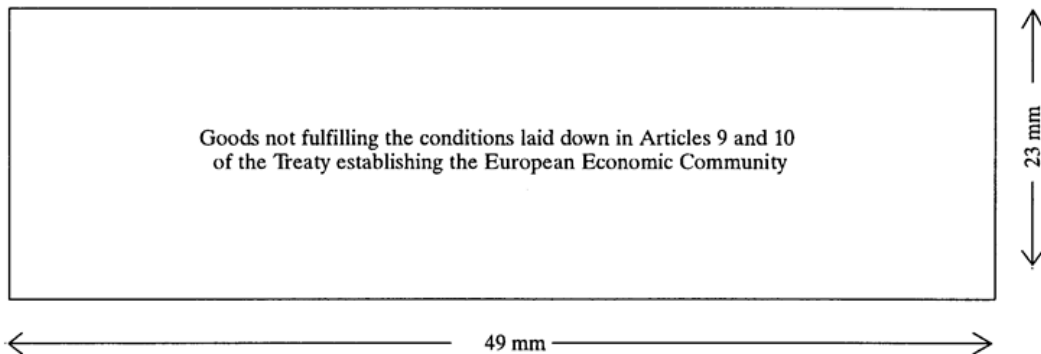 Goods not fulfilling the conditions laid down in Articles 9 and 10
of the Treaty establishing the European Economic Community
23 mm
49 mm